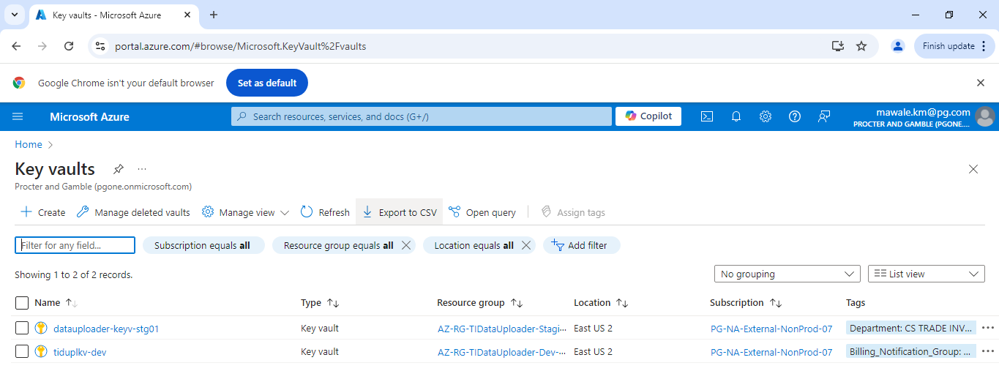 Key vaults - Microsoft Azure
portal.azure.com/#browse/Microsoft.KeyVault%2Fvaults
Finish update
Google Chrome isn't your default browser
Set as default
Microsoft Azure
Search resources, services, and docs (G+/)
Copilot
mawale.km@pg.com
PROCTER AND GAMBLE (PGONE....
Home
Key vaults
Procter and Gamble (pgone.onmicrosoft.com)
Create Manage deleted vaults Manage view Refresh Export to CSV Open query Assign tags
Filter for any field... Subscription equals all Resource group equals all Location equals all Add filter
Showing 1 to 2 of 2 records. No grouping List view
Name Type Resource group Location Subscription Tags
datauploader-keyv-stg01 Key vault AZ-RG-TIDataUploader-Stagi... East US 2 PG-NA-External-NonProd-07 Department: CS TRADE INV...
tiduplkv-dev Key vault AZ-RG-TIDataUploader-Dev-... East US 2 PG-NA-External-NonProd-07 Billing_Notification_Group: ...